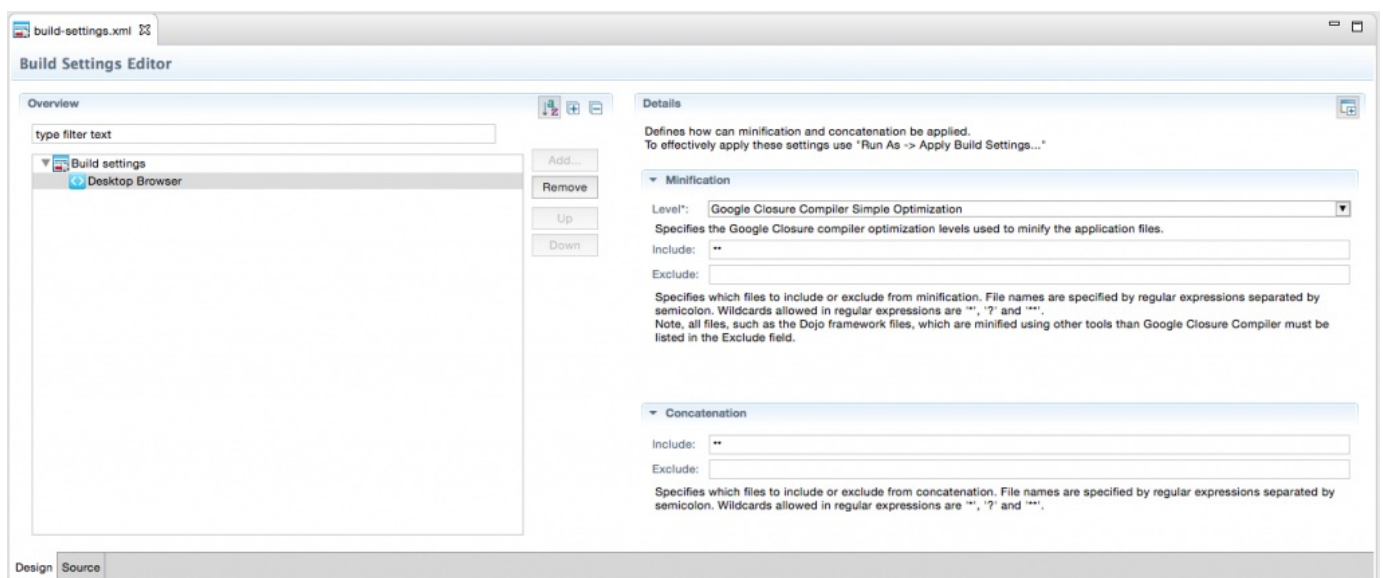 build-settings.xml
Build Settings Editor
Overview
type filter text
Build settings
Desktop Browser
Add...
Remove
Up
Down
Details
Defines how can minification and concatenation be applied.
To effectively apply these settings use "Run As -> Apply Build Settings..."
Minification
Level*: Google Closure Compiler Simple Optimization
Specifies the Google Closure compiler optimization levels used to minify the application files.
Include: **
Exclude:
Specifies which files to include or exclude from minification. File names are specified by regular expressions separated by
semicolon. Wildcards allowed in regular expressions are '*', '?' and '**'.
Note, all files, such as the Dojo framework files, which are minified using other tools than Google Closure Compiler must be
listed in the Exclude field.
Concatenation
Include: **
Exclude:
Specifies which files to include or exclude from concatenation. File names are specified by regular expressions separated by
semicolon. Wildcards allowed in regular expressions are '*', '?' and '**'.
Design Source